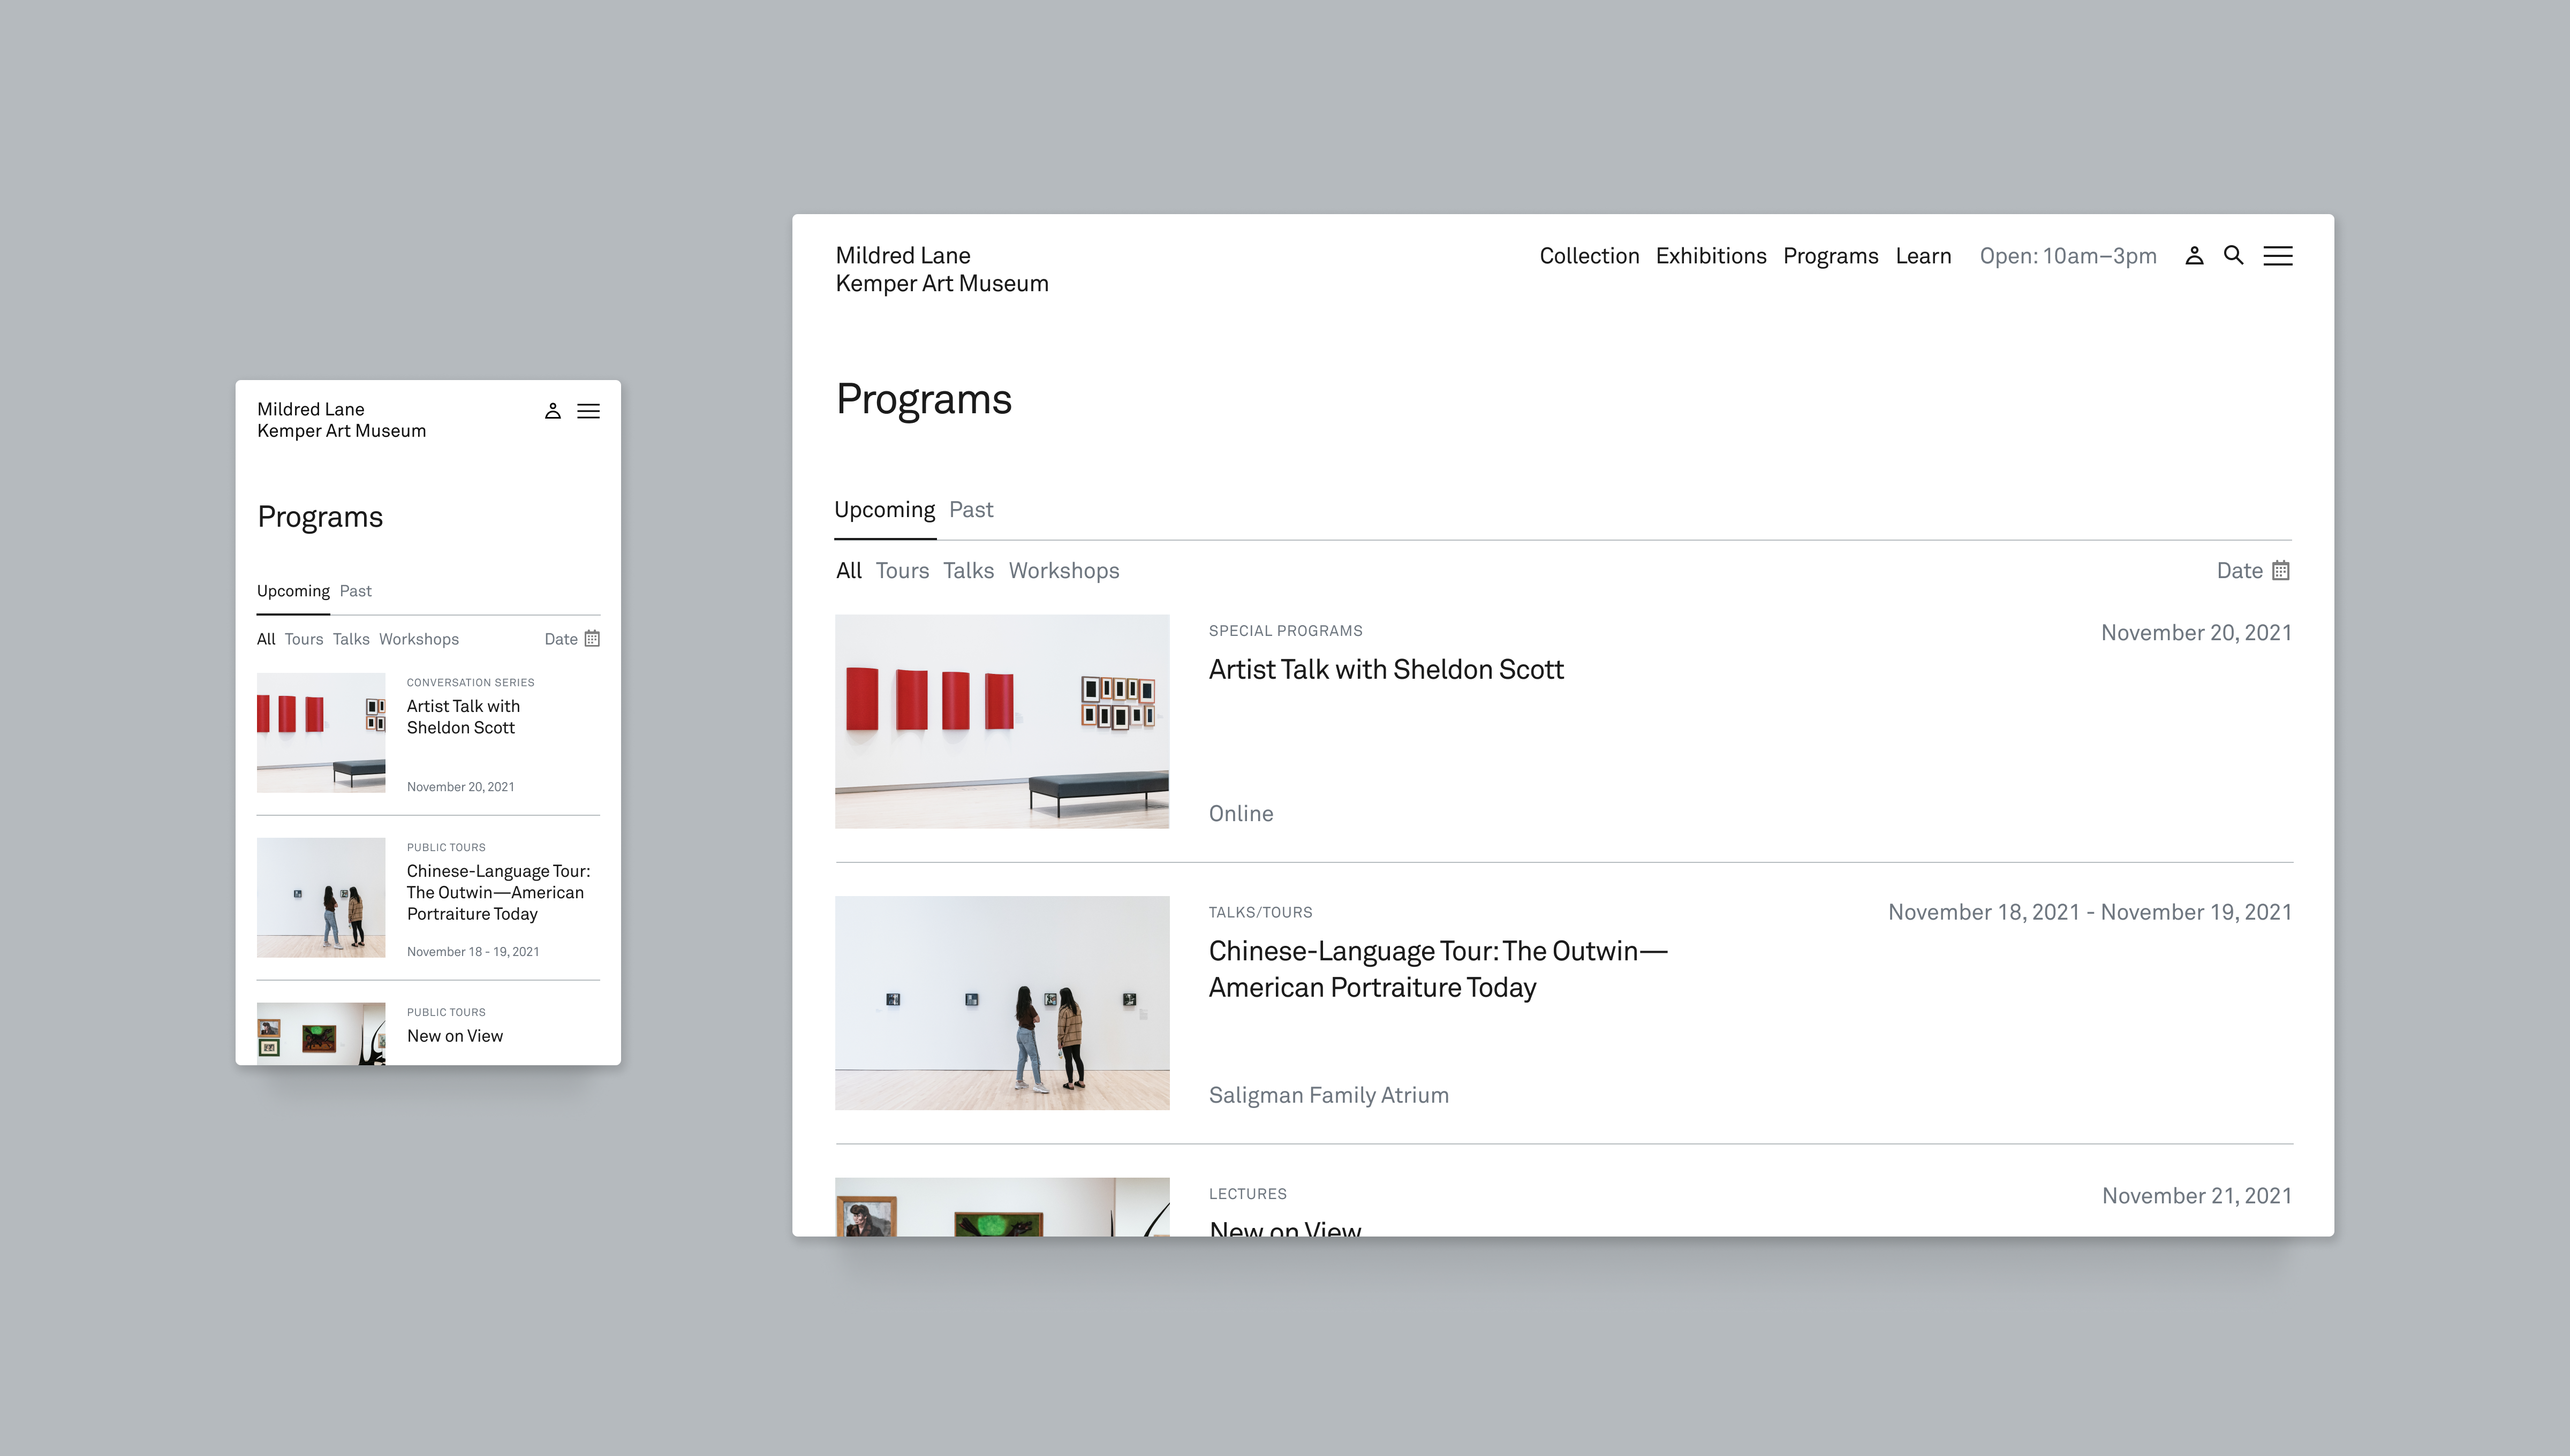 Mildred Lane
Kemper Art Museum
Programs
Upcoming Past
All Tours Talks Workshops Date
CONVERSATION SERIES
Artist Talk with
Sheldon Scott
November 20, 2021
PUBLIC TOURS
Chinese-Language Tour:
The Outwin—American
Portraiture Today
November 18 - 19, 2021
PUBLIC TOURS
New on View
Mildred Lane
Kemper Art Museum
Collection Exhibitions Programs Learn Open: 10am–3pm
Programs
Upcoming Past
All Tours Talks Workshops Date
SPECIAL PROGRAMS
November 20, 2021
Artist Talk with Sheldon Scott
Online
TALKS/TOURS
November 18, 2021 - November 19, 2021
Chinese-Language Tour: The Outwin—
American Portraiture Today
Saligman Family Atrium
LECTURES
November 21, 2021
New on View